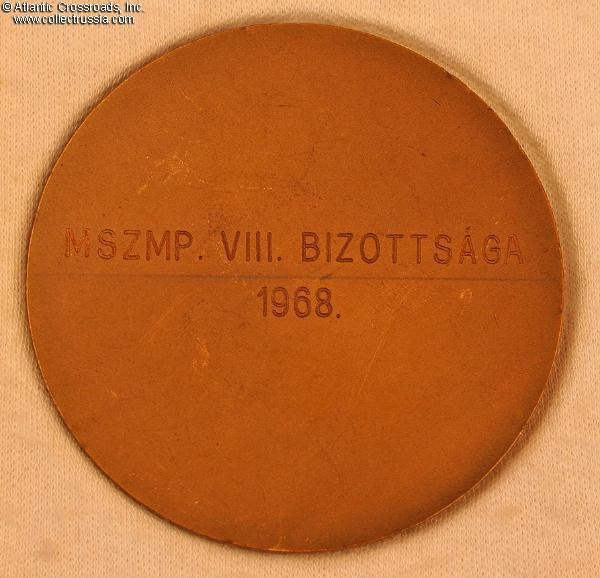 © Atlantic Crossroads, Inc.
www.collectrussia.com
MSZMP. VIII. BIZOTTSÁGA
1968.